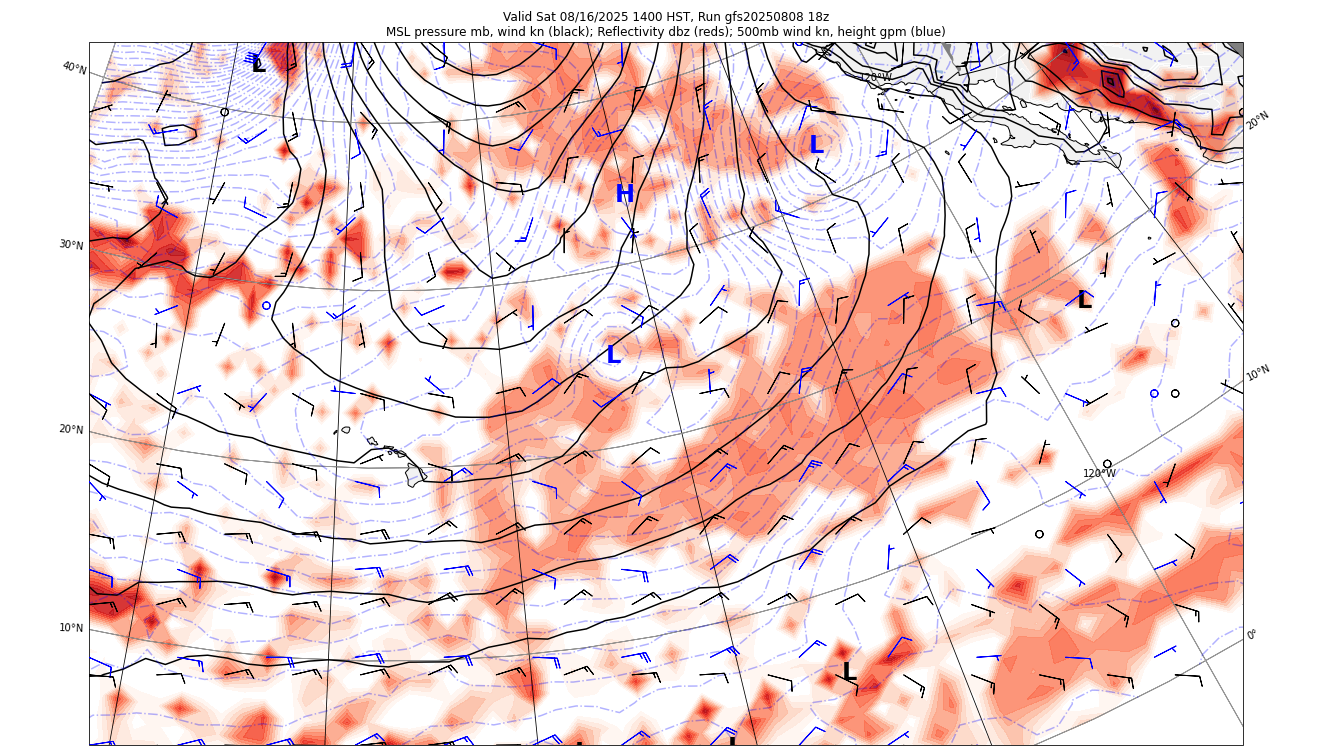 Valid Sat 08/16/2025 1400 HST, Run gfs20250808 18z
MSL pressure mb, wind kn (black); Reflectivity dbz (reds); 500mb wind kn, height gpm (blue)
40°N
L
120°W
20°N
L
H
30°N
L
L
10°N
20°N
120°W
10°N
0°
L
L